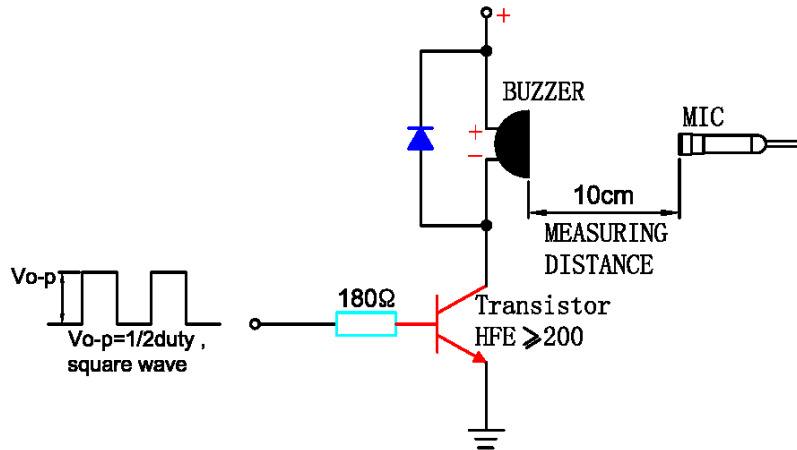 +
BUZZER
MIC
+
−
10cm
MEASURING
DISTANCE
Vo-p
180Ω
Transistor
HFE ≥200
Vo-p=1/2duty ,
square wave